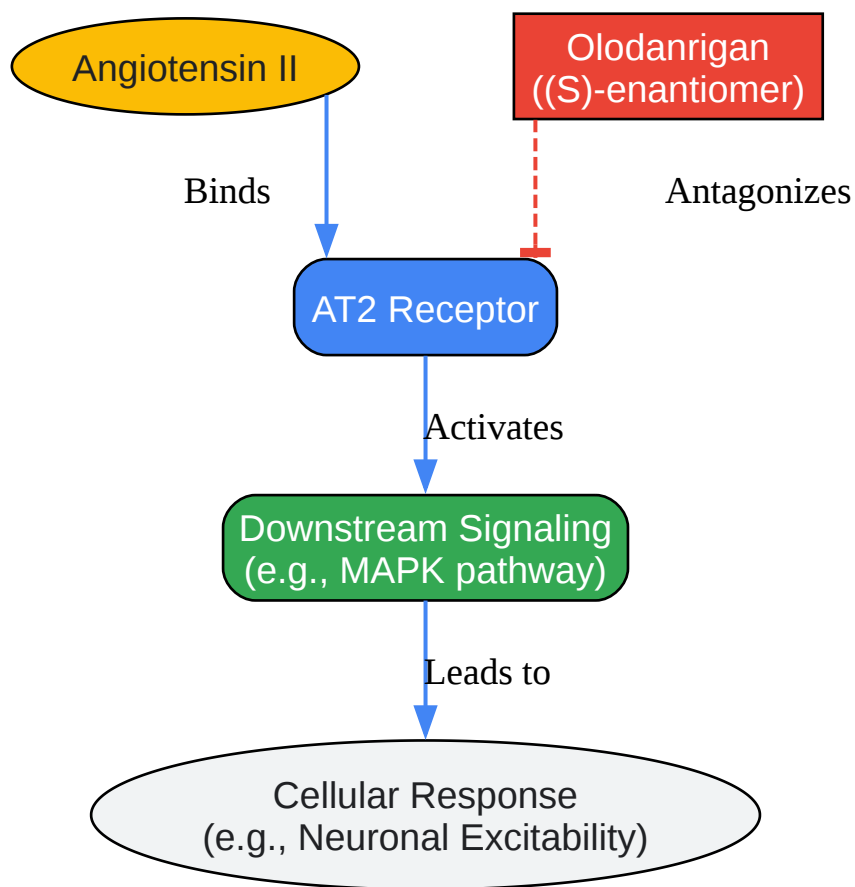 Angiotensin II
Olodanrigan
((S)-enantiomer)
Binds
Antagonizes
AT2 Receptor
Activates
Downstream Signaling
(e.g., MAPK pathway)
Leads to
Cellular Response
(e.g., Neuronal Excitability)